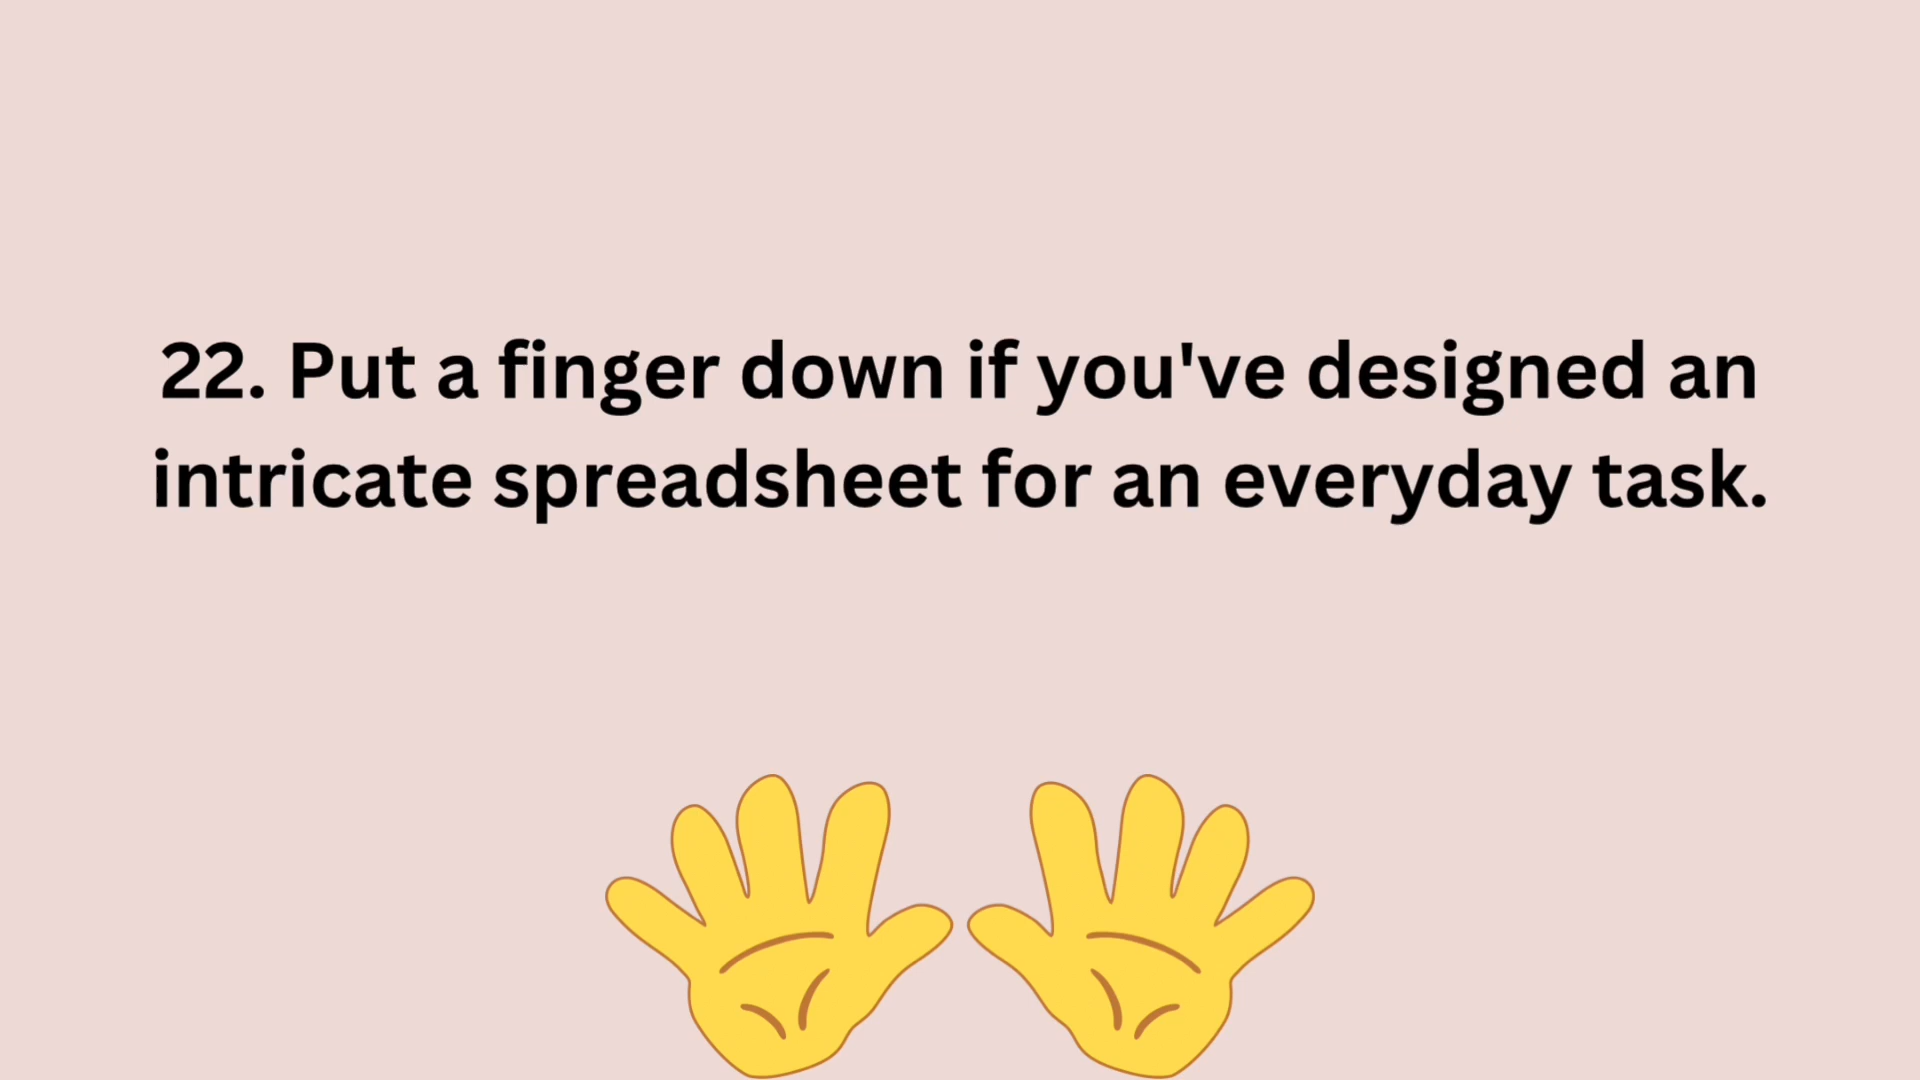 22. Put a finger down if you've designed an
intricate spreadsheet for an everyday task.